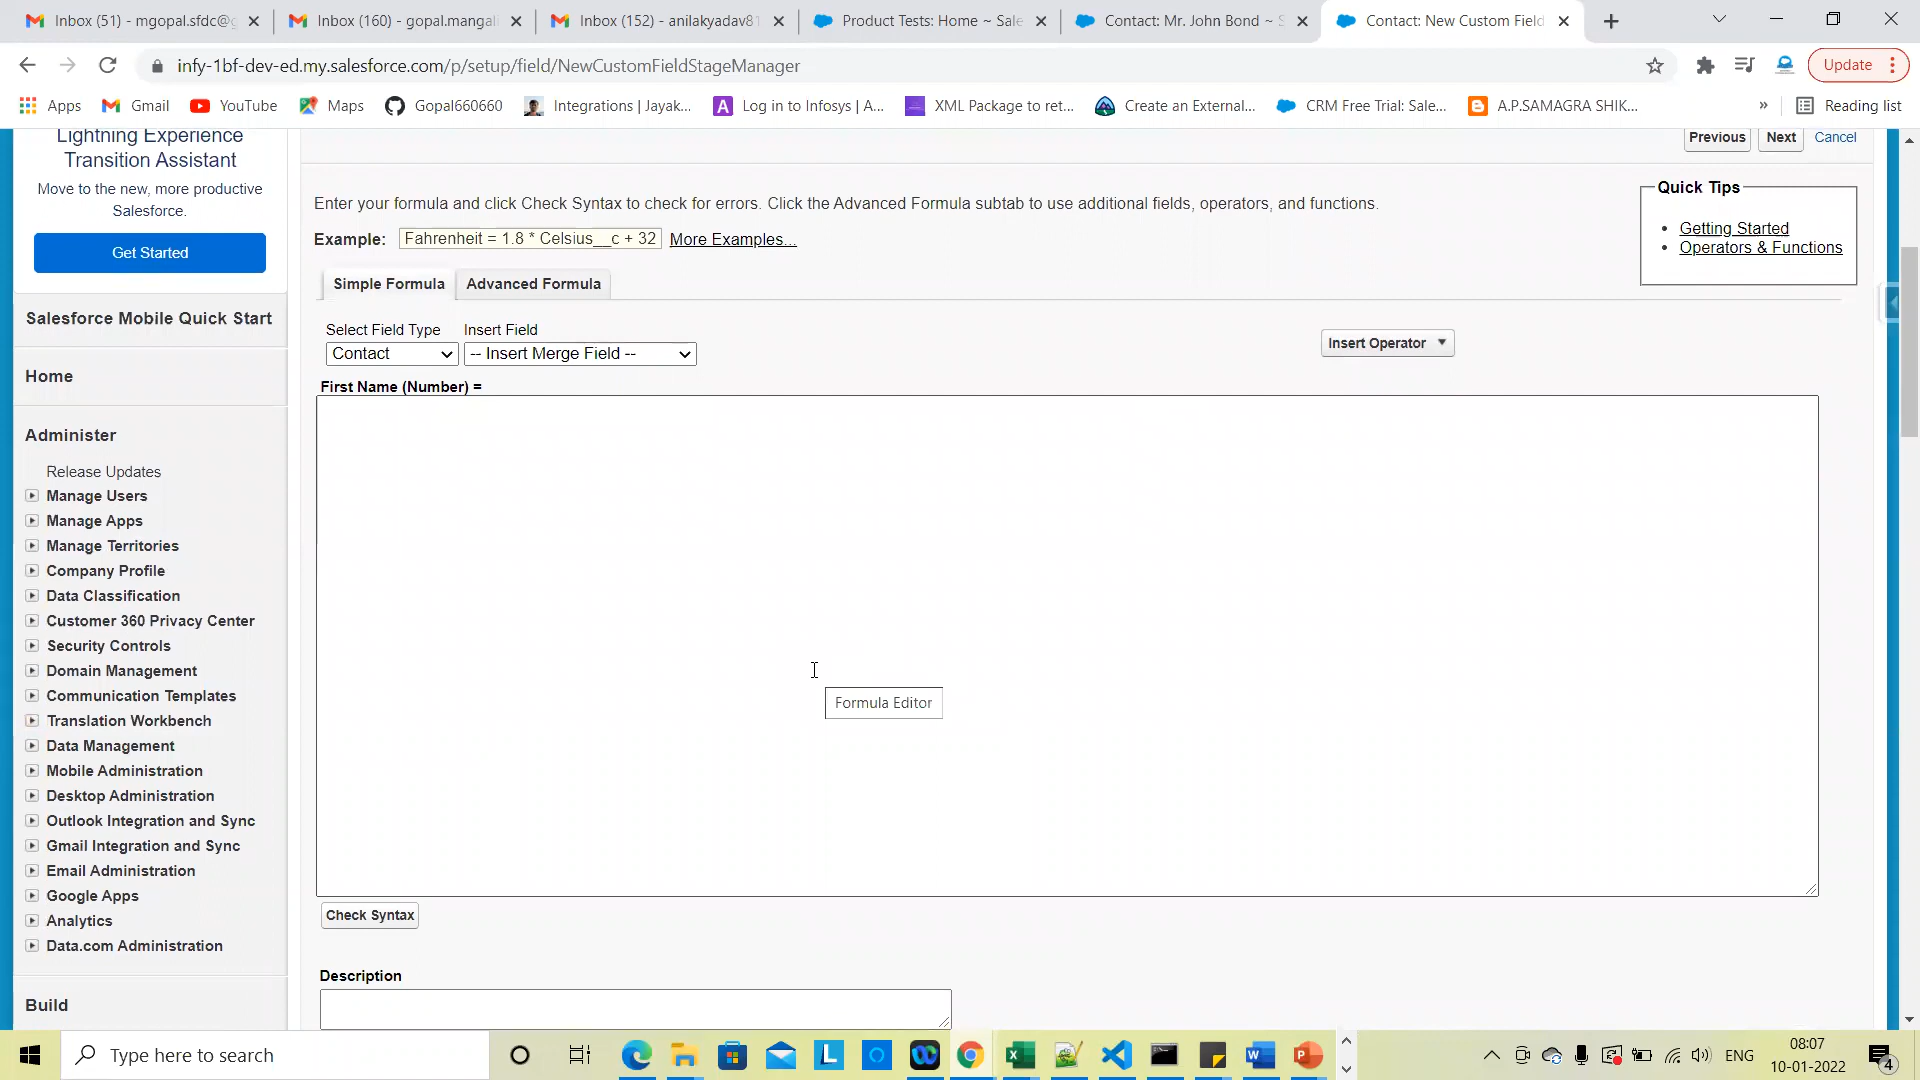 Inbox (51) - mgopal.sfdc@g
Inbox (160) - gopal.mangali
Inbox (152) - anilakyadav81
Product Tests: Home ~ Sale
Contact: Mr. John Bond ~ S
Contact: New Custom Field
infy-1bf-dev-ed.my.salesforce.com/p/setup/field/NewCustomFieldStageManager
Update
Apps
Gmail
YouTube
Maps
Gopal660060
Integrations | Jayak...
Log in to Infosys | A...
XML Package to ret...
Create an External...
CRM Free Trial: Sale...
A.P.SAMAGRA SHIK...
»
Reading list
Lightning Experience
Transition Assistant
Move to the new, more productive
Salesforce.
Get Started
Salesforce Mobile Quick Start
Home
Administer
Release Updates
Manage Users
Manage Apps
Manage Territories
Company Profile
Data Classification
Customer 360 Privacy Center
Security Controls
Domain Management
Communication Templates
Translation Workbench
Data Management
Mobile Administration
Desktop Administration
Outlook Integration and Sync
Gmail Integration and Sync
Email Administration
Google Apps
Analytics
Data.com Administration
Build
Previous
Next
Cancel
Enter your formula and click Check Syntax to check for errors. Click the Advanced Formula subtab to use additional fields, operators, and functions.
Example: Fahrenheit = 1.8 * Celsius__c + 32 More Examples...
Quick Tips
• Getting Started
• Operators & Functions
Simple Formula
Advanced Formula
Select Field Type
Insert Field
Contact
-- Insert Merge Field --
Insert Operator
First Name (Number) =
Formula Editor
Check Syntax
Description
Type here to search
ENG
08:07
10-01-2022
4